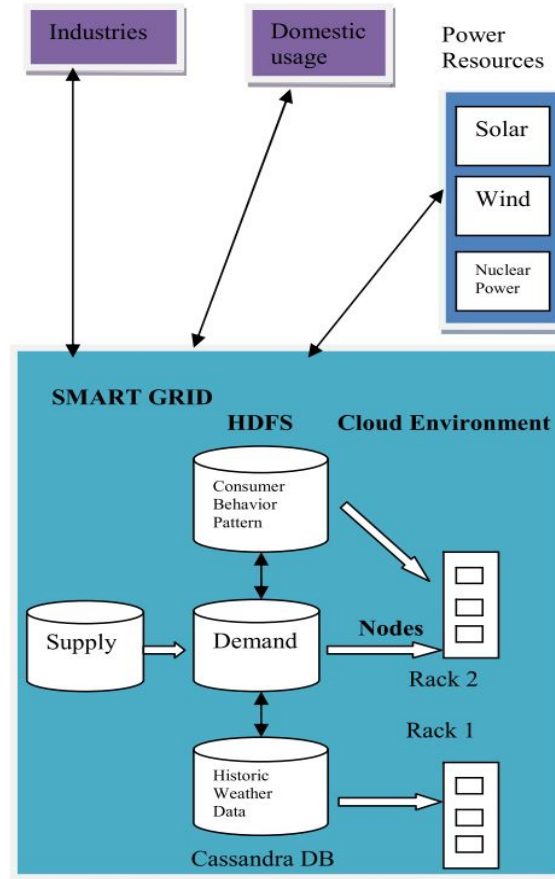 Industries
Domestic
usage
Power
Resources
Solar
Wind
Nuclear
Power
SMART GRID
HDFS
Cloud Environment
Consumer
Behavior
Pattern
Supply
Demand
Nodes
Rack 2
Rack 1
Historic
Weather
Data
Cassandra DB